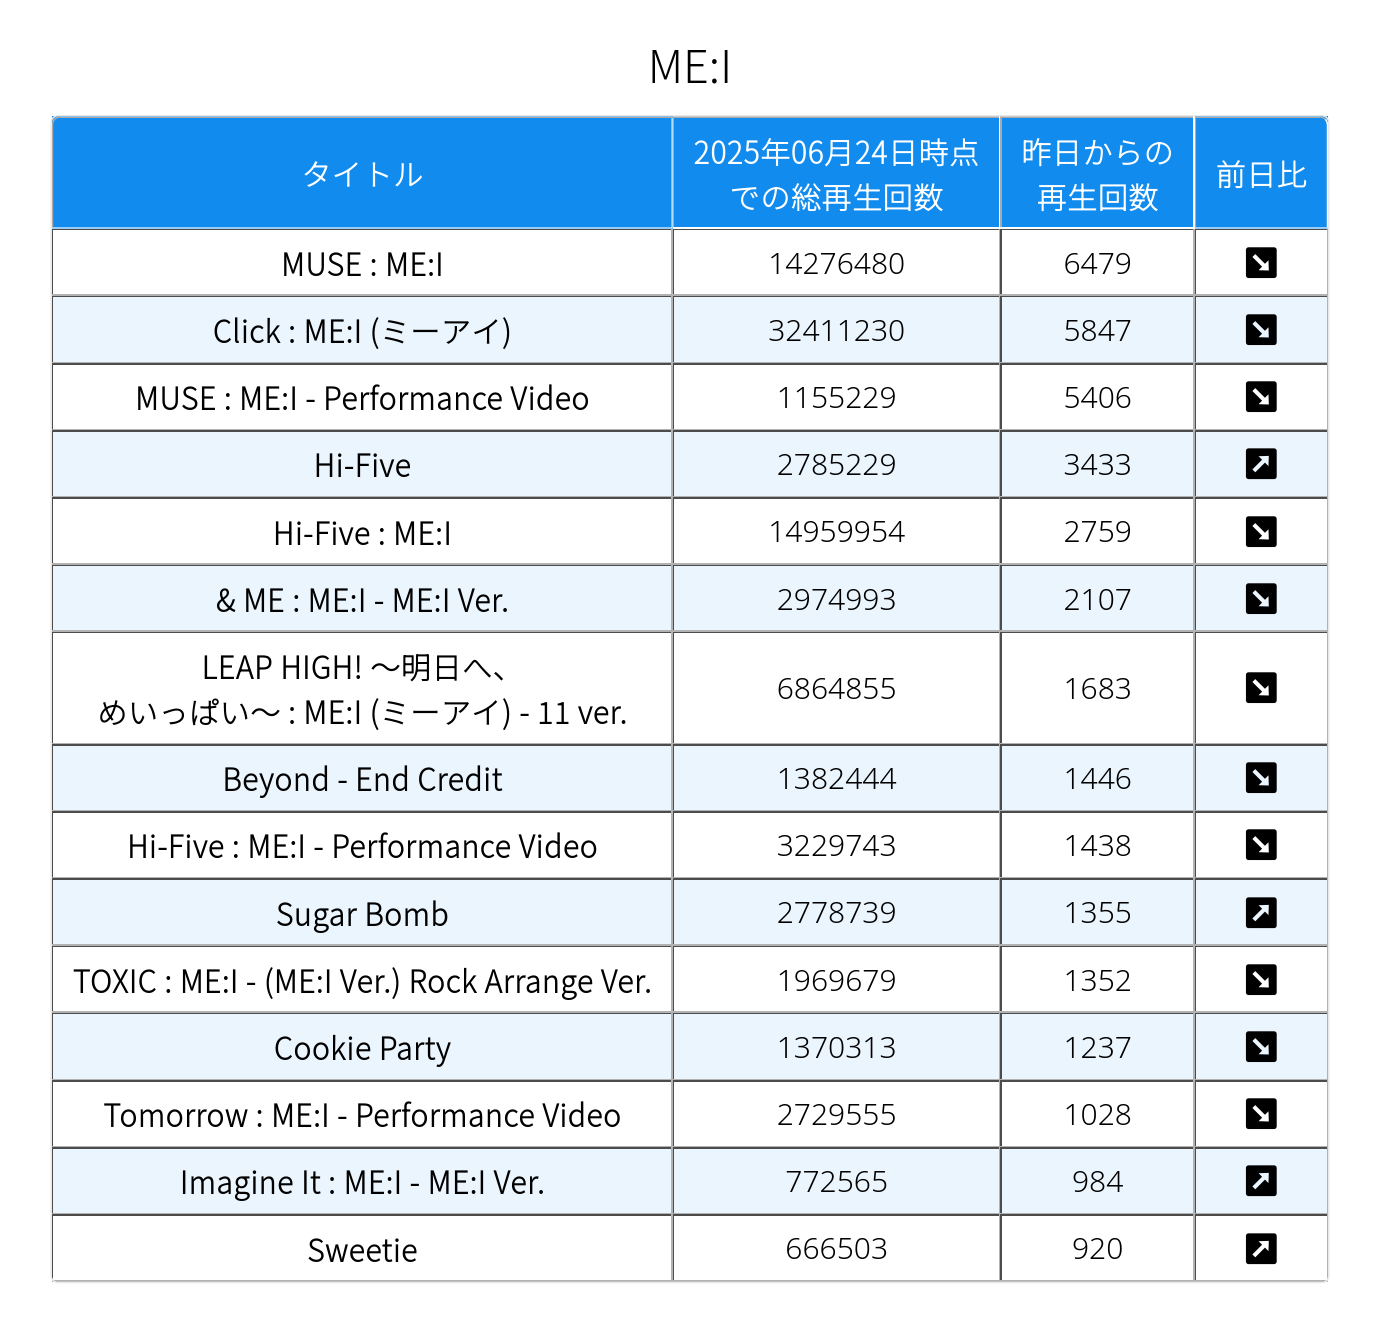 ME:I
タイトル
2025年06月24日時点
での総再生回数
昨日からの
再生回数
前日比
MUSE : ME:I 14276480 6479
Click : ME:I (ミーアイ) 32411230 5847
MUSE : ME:I - Performance Video 1155229 5406
Hi-Five 2785229 3433
Hi-Five : ME:I 14959954 2759
& ME : ME:I - ME:I Ver. 2974993 2107
LEAP HIGH! 〜明日へ、
めいっぱい〜 : ME:I (ミーアイ) - 11 ver. 6864855 1683
Beyond - End Credit 1382444 1446
Hi-Five : ME:I - Performance Video 3229743 1438
Sugar Bomb 2778739 1355
TOXIC : ME:I - (ME:I Ver.) Rock Arrange Ver. 1969679 1352
Cookie Party 1370313 1237
Tomorrow : ME:I - Performance Video 2729555 1028
Imagine It : ME:I - ME:I Ver. 772565 984
Sweetie 666503 920